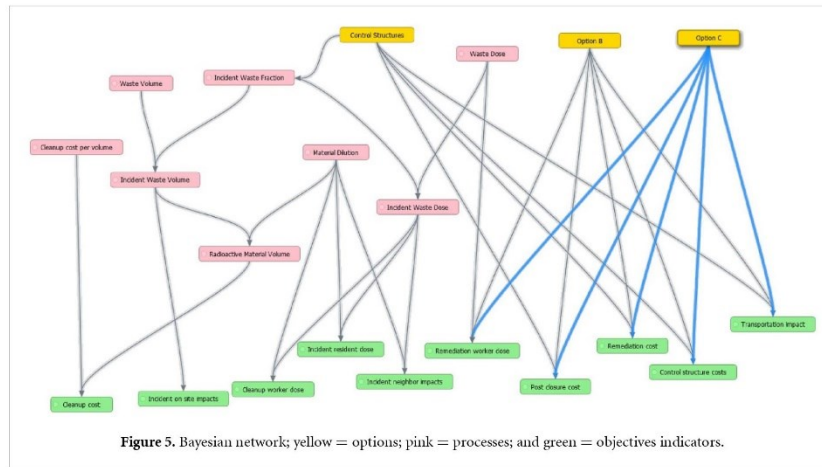 Control Structures
Option B
Option C
Waste Dose
Incident Waste Fraction
Waste Volume
Cleanup cost per volume
Material Dilution
Incident Waste Volume
Incident Waste Dose
Radioactive Material Volume
Transportation impact
Incident resident dose
Remediation worker dose
Remediation cost
Control structure costs
Cleanup worker dose
Incident neighbor impacts
Post closure cost
Cleanup cost
Incident on site impacts
Figure 5. Bayesian network; yellow = options; pink = processes; and green = objectives indicators.